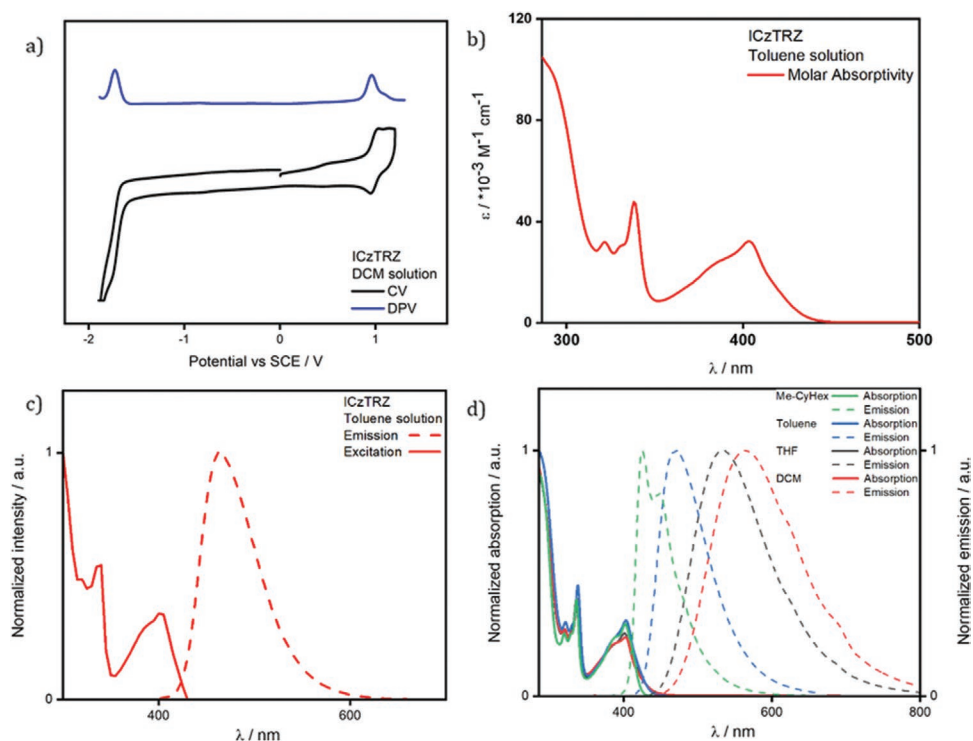 a)
ICzTRZ
DCM solution
CV
DPV
-2
-1
0
1
Potential vs SCE / V
b)
ICzTRZ
Toluene solution
Molar Absorptivity
120
80
40
0
300
400
500
ε / *10⁻³ M⁻¹ cm⁻¹
λ / nm
c)
ICzTRZ
Toluene solution
Emission
Excitation
1
0
400
600
Normalized intensity / a.u.
λ / nm
d)
Me-CyHex
Absorption
Emission
Toluene
Absorption
Emission
THF
Absorption
Emission
DCM
Absorption
Emission
1
0
1
0
400
600
800
Normalized absorption / a.u.
Normalized emission / a.u.
λ / nm